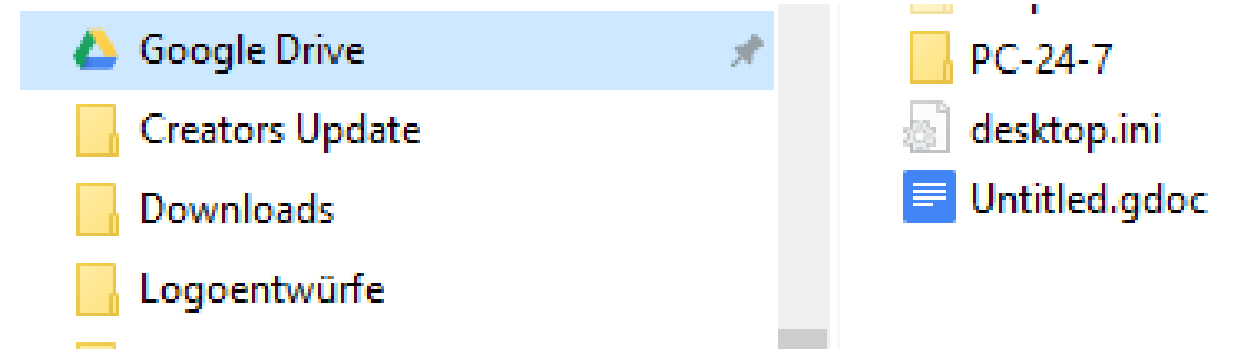 Google Drive
Creators Update
Downloads
Logoentwürfe
PC-24-7
desktop.ini
Untitled.gdoc